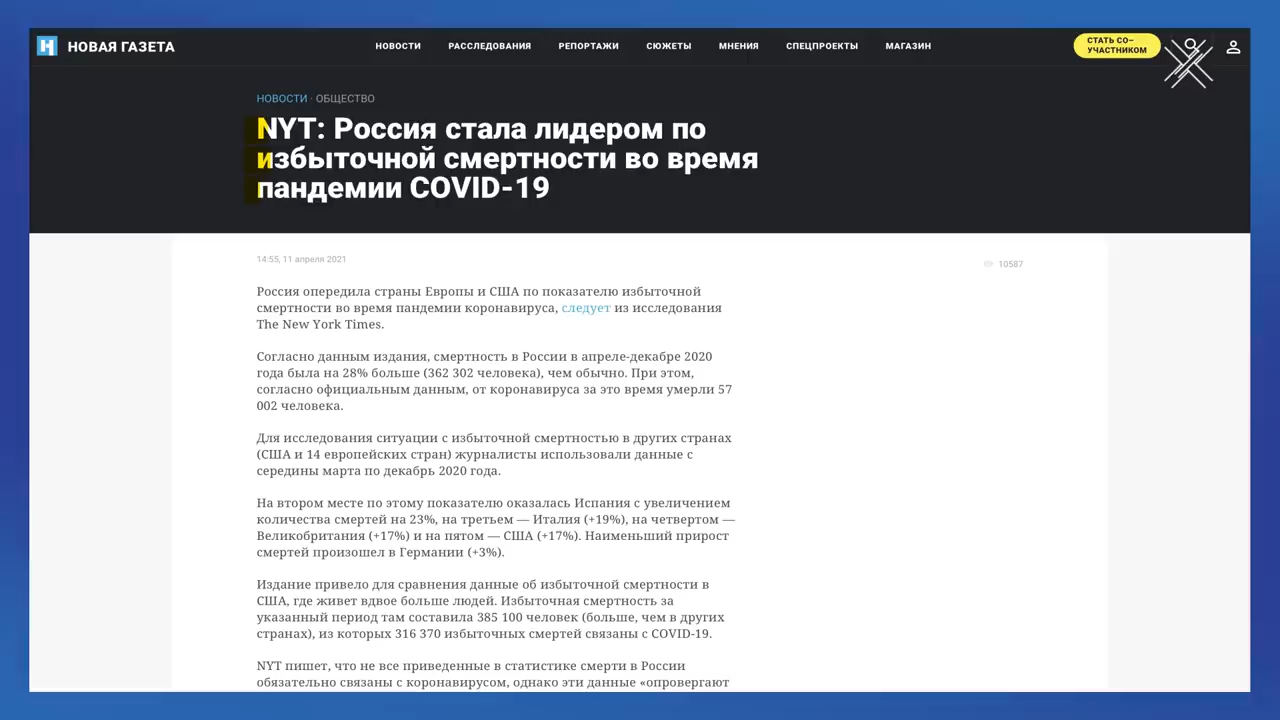 НОВАЯ ГАЗЕТА
НОВОСТИ РАССЛЕДОВАНИЯ РЕПОРТАЖИ СЮЖЕТЫ МНЕНИЯ СПЕЦПРОЕКТЫ МАГАЗИН
СТАТЬ СО–
УЧАСТНИКОМ
НОВОСТИ · ОБЩЕСТВО
NYT: Россия стала лидером по
избыточной смертности во время
пандемии COVID-19
14:55, 11 апреля 2021
10587
Россия опередила страны Европы и США по показателю избыточной
смертности во время пандемии коронавируса, следует из исследования
The New York Times.
Согласно данным издания, смертность в России в апреле-декабре 2020
года была на 28% больше (362 302 человека), чем обычно. При этом,
согласно официальным данным, от коронавируса за это время умерли 57
002 человека.
Для исследования ситуации с избыточной смертностью в других странах
(США и 14 европейских стран) журналисты использовали данные с
середины марта по декабрь 2020 года.
На втором месте по этому показателю оказалась Испания с увеличением
количества смертей на 23%, на третьем — Италия (+19%), на четвертом —
Великобритания (+17%) и на пятом — США (+17%). Наименьший прирост
смертей произошел в Германии (+3%).
Издание привело для сравнения данные об избыточной смертности в
США, где живет вдвое больше людей. Избыточная смертность за
указанный период там составила 385 100 человек (больше, чем в других
странах), из которых 316 370 избыточных смертей связаны с COVID-19.
NYT пишет, что не все приведенные в статистике смерти в России
обязательно связаны с коронавирусом, однако эти данные «опровергают